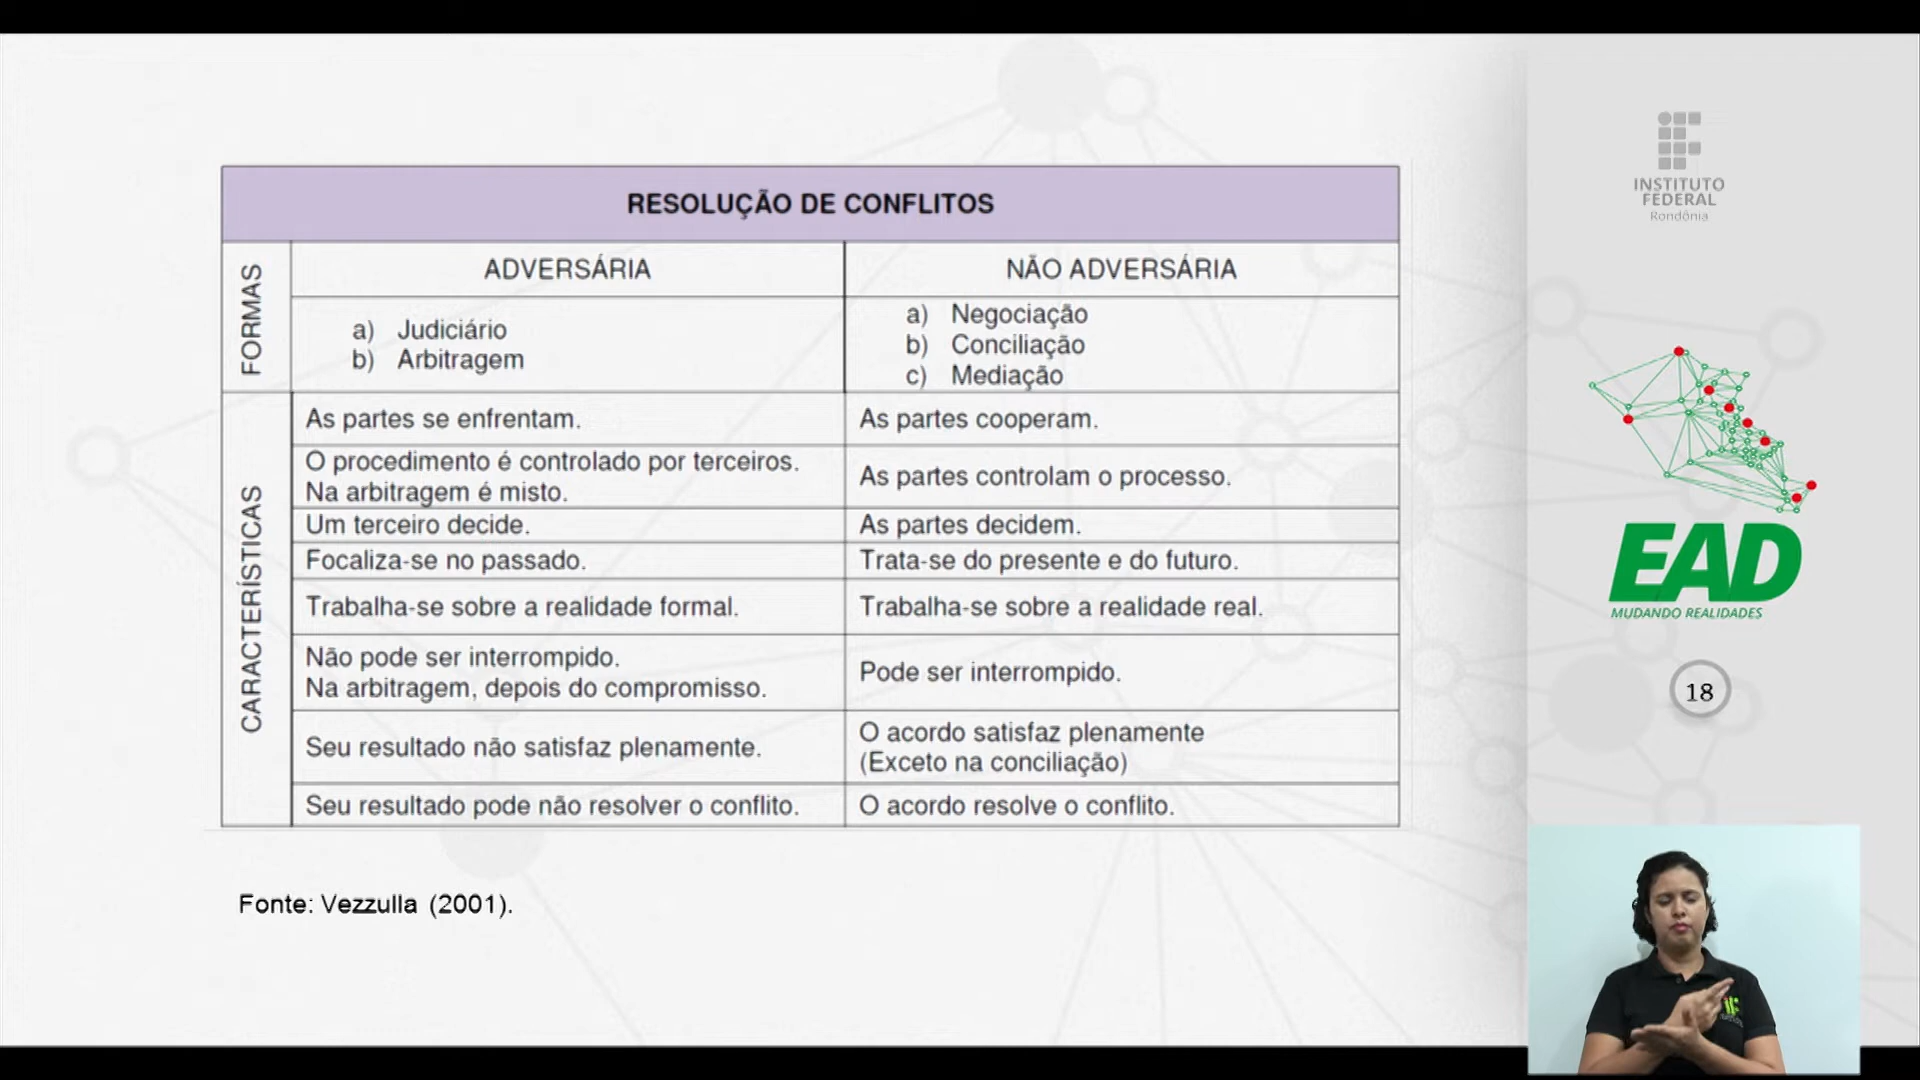 RESOLUÇÃO DE CONFLITOS
FORMAS
ADVERSÁRIA
NÃO ADVERSÁRIA
a) Judiciário
b) Arbitragem
a) Negociação
b) Conciliação
c) Mediação
CARACTERÍSTICAS
As partes se enfrentam.
As partes cooperam.
O procedimento é controlado por terceiros.
Na arbitragem é misto.
As partes controlam o processo.
Um terceiro decide.
As partes decidem.
Focaliza-se no passado.
Trata-se do presente e do futuro.
Trabalha-se sobre a realidade formal.
Trabalha-se sobre a realidade real.
Não pode ser interrompido.
Na arbitragem, depois do compromisso.
Pode ser interrompido.
Seu resultado não satisfaz plenamente.
O acordo satisfaz plenamente
(Exceto na conciliação)
Seu resultado pode não resolver o conflito.
O acordo resolve o conflito.
Fonte: Vezzulla (2001).
INSTITUTO
FEDERAL
Rondônia
EAD
MUDANDO REALIDADES
18